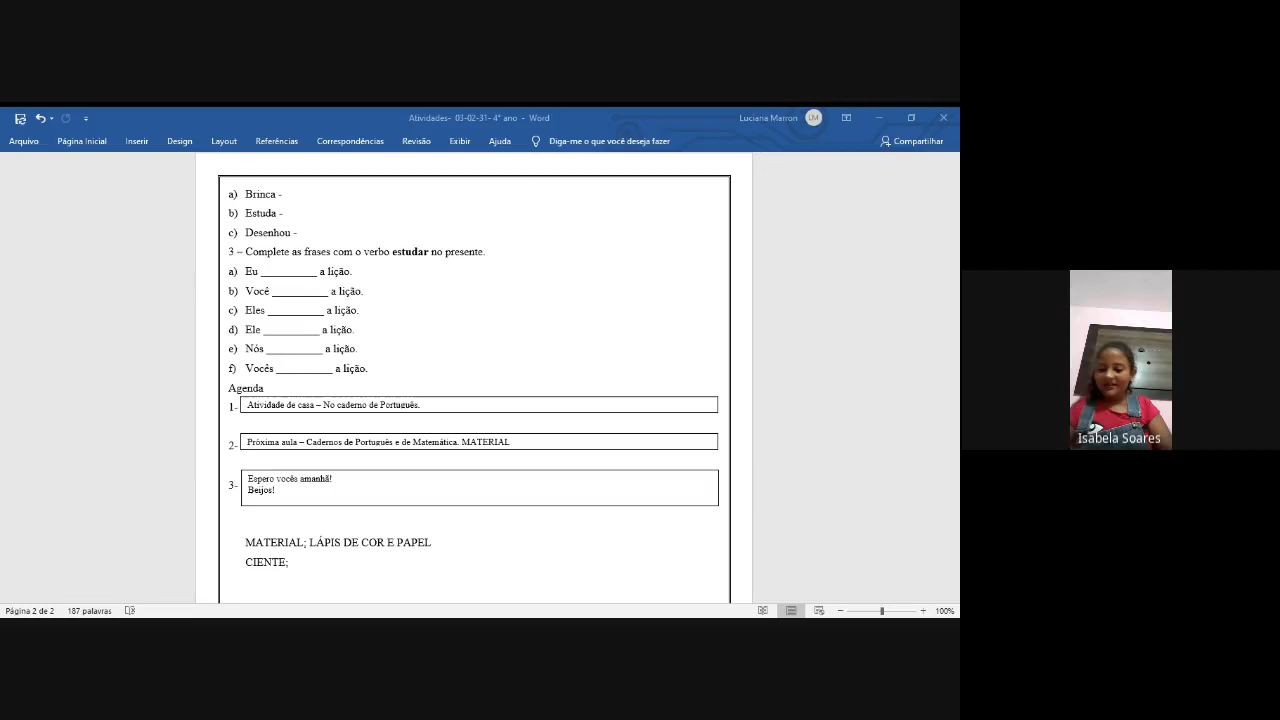 Atividades- 03-02-31- 4º ano - Word
Luciana Marron
LM
Arquivo
Página Inicial
Inserir
Design
Layout
Referências
Correspondências
Revisão
Exibir
Ajuda
Diga-me o que você deseja fazer
Compartilhar
a) Brinca -
b) Estuda -
c) Desenhou -
3 – Complete as frases com o verbo estudar no presente.
a) Eu __________ a lição.
b) Você __________ a lição.
c) Eles __________ a lição.
d) Ele __________ a lição.
e) Nós __________ a lição.
f) Vocês __________ a lição.
Agenda
1- Atividade de casa – No caderno de Português.
2- Próxima aula – Cadernos de Português e de Matemática. MATERIAL
3- Espero vocês amanhã!
Beijos!
MATERIAL; LÁPIS DE COR E PAPEL
CIENTE;
Isabela Soares
Página 2 de 2
187 palavras
100%